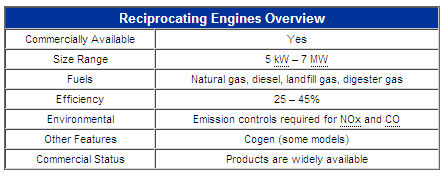 Reciprocating Engines Overview
Commercially Available Yes
Size Range 5 kW – 7 MW
Fuels Natural gas, diesel, landfill gas, digester gas
Efficiency 25 – 45%
Environmental Emission controls required for NOx and CO
Other Features Cogen (some models)
Commercial Status Products are widely available